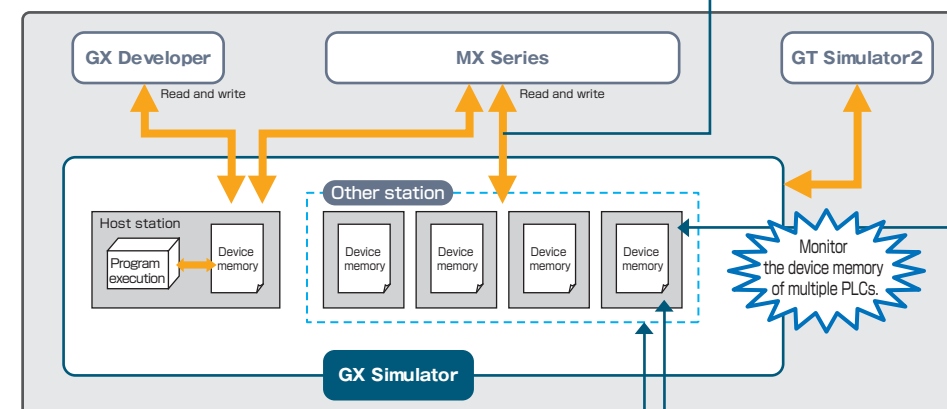 GX Developer
MX Series
GT Simulator2
Read and write
Read and write
Other station
Host station
Program
execution
Device
memory
Device
memory
Device
memory
Device
memory
Device
memory
Monitor
the device memory
of multiple PLCs.
GX Simulator